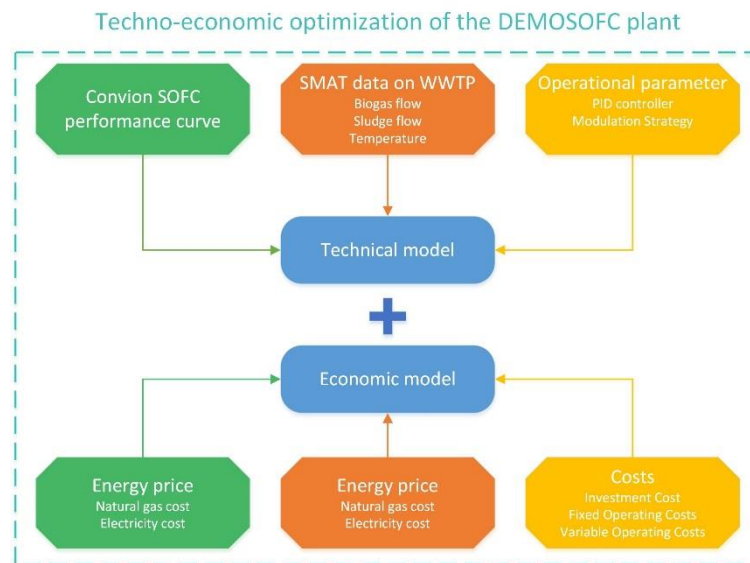 Techno-economic optimization of the DEMOSOFC plant
Convion SOFC
performance curve
SMAT data on WWTP
Biogas flow
Sludge flow
Temperature
Operational parameter
PID controller
Modulation Strategy
Technical model
+
Economic model
Energy price
Natural gas cost
Electricity cost
Energy price
Natural gas cost
Electricity cost
Costs
Investment Cost
Fixed Operating Costs
Variable Operating Costs